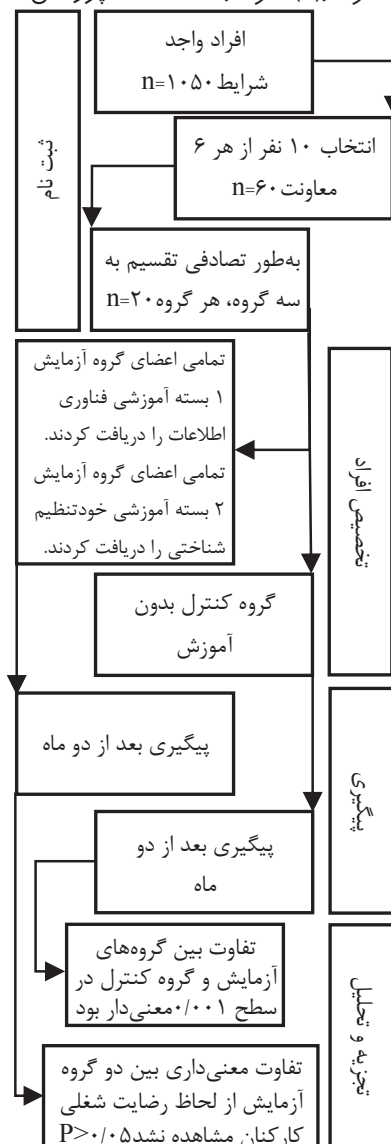 افراد واجد
شرایط n=۱۰۵۰
ثبت نام
انتخاب ۱۰ نفر از هر ۶
معاونت n=۶۰
به‌طور تصادفی تقسیم به
سه گروه، هر گروه n=۲۰
تمامی اعضای گروه آزمایش
۱ بسته آموزشی فناوری
اطلاعات را دریافت کردند.
تمامی اعضای گروه آزمایش
۲ بسته آموزشی خودتنظیم
شناختی را دریافت کردند.
تخصیص افراد
گروه کنترل بدون
آموزش
پیگیری بعد از دو ماه
پیگیری
پیگیری بعد از دو
ماه
تفاوت بین گروه‌های
آزمایش و گروه کنترل در
سطح ۰/۰۰۱ معنی‌دار بود
تجزیه و تحلیل
تفاوت معنی‌داری بین دو گروه
آزمایش از لحاظ رضایت شغلی
کارکنان مشاهده نشد P>۰/۰۵